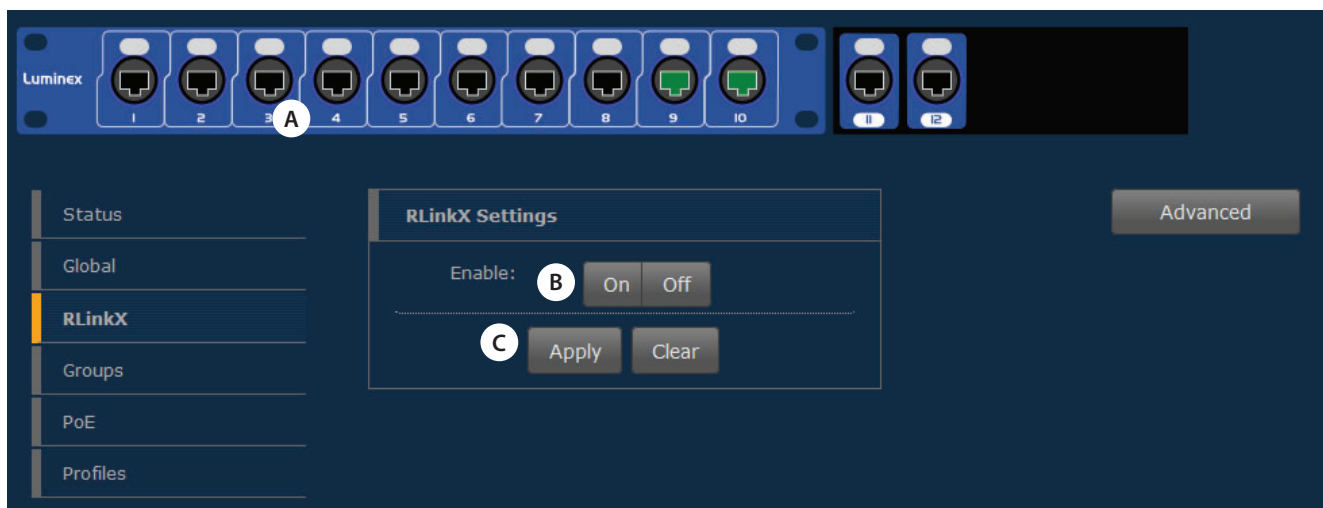 Luminex
1 2 3 A 4 5 6 7 8 9 10 11 12
Status
RLinkX Settings
Advanced
Global
Enable: B On Off
RLinkX
C Apply Clear
Groups
PoE
Profiles